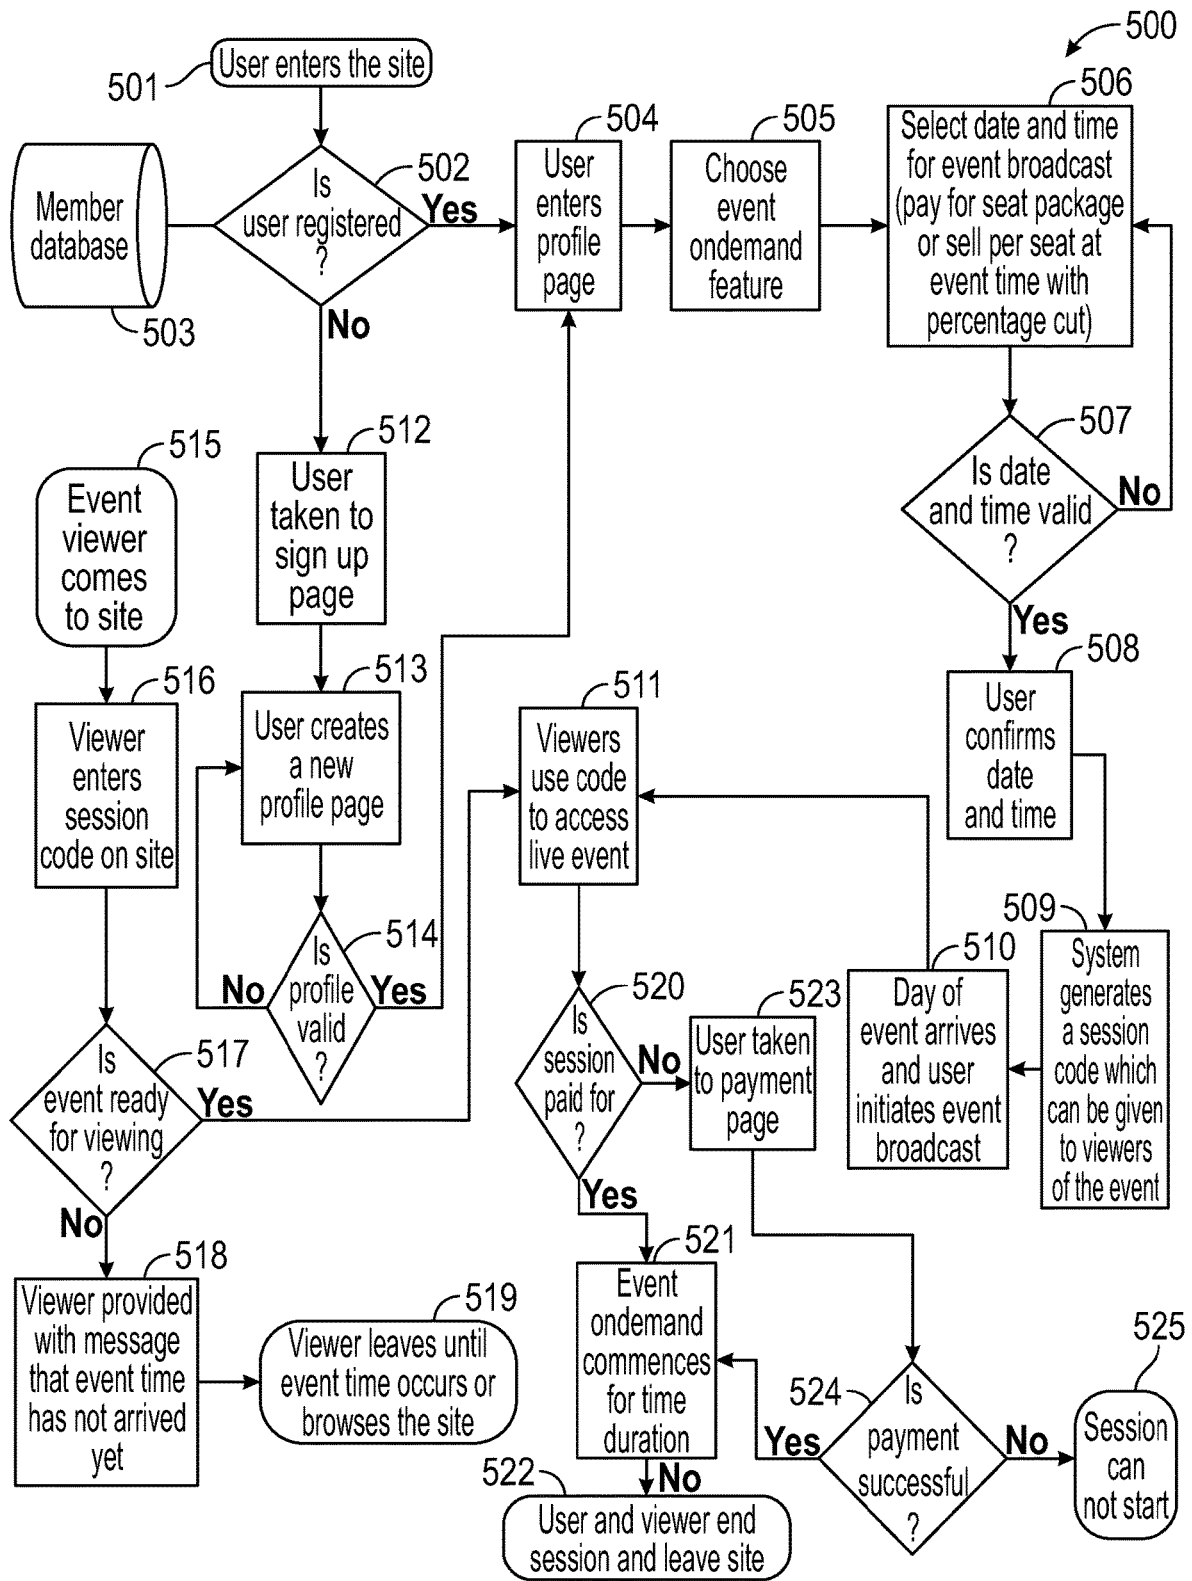 500
User enters the site
501
Is
user registered
?
502
Yes
No
Member
database
503
504
User
enters
profile
page
505
Choose
event
ondemand
feature
506
Select date and time
for event broadcast
(pay for seat package
or sell per seat at
event time with
percentage cut)
507
Is date
and time valid
?
No
Yes
508
User
confirms
date
and time
509
System
generates
a session
code which
can be given
to viewers
of the event
510
Day of
event arrives
and user
initiates event
broadcast
511
Viewers
use code
to access
live event
512
User
taken to
sign up
page
513
User creates
a new
profile page
514
Is
profile
valid
?
No
Yes
515
Event
viewer
comes
to site
516
Viewer
enters
session
code on site
517
Is
event ready
for viewing
?
Yes
No
518
Viewer provided
with message
that event time
has not arrived
yet
519
Viewer leaves until
event time occurs or
browses the site
520
Is
session
paid for
?
No
Yes
523
User taken
to payment
page
521
Event
ondemand
commences
for time
duration
No
522
User and viewer end
session and leave site
524
Is
payment
successful
?
Yes
No
525
Session
can
not start